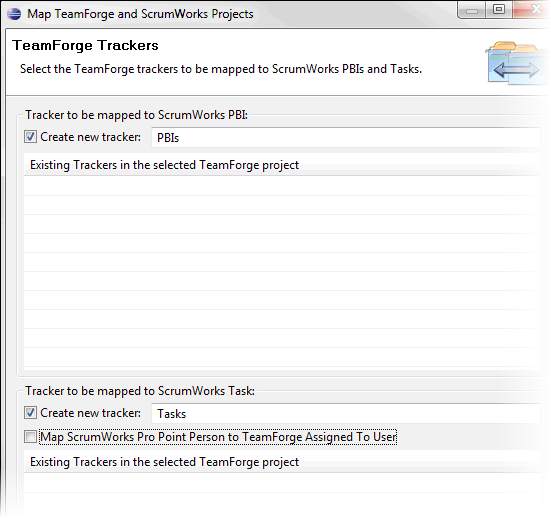 Map TeamForge and ScrumWorks Projects
TeamForge Trackers
Select the TeamForge trackers to be mapped to ScrumWorks PBIs and Tasks.
Tracker to be mapped to ScrumWorks PBI:
Create new tracker: PBIs
Existing Trackers in the selected TeamForge project
Tracker to be mapped to ScrumWorks Task:
Create new tracker: Tasks
Map ScrumWorks Pro Point Person to TeamForge Assigned To User
Existing Trackers in the selected TeamForge project